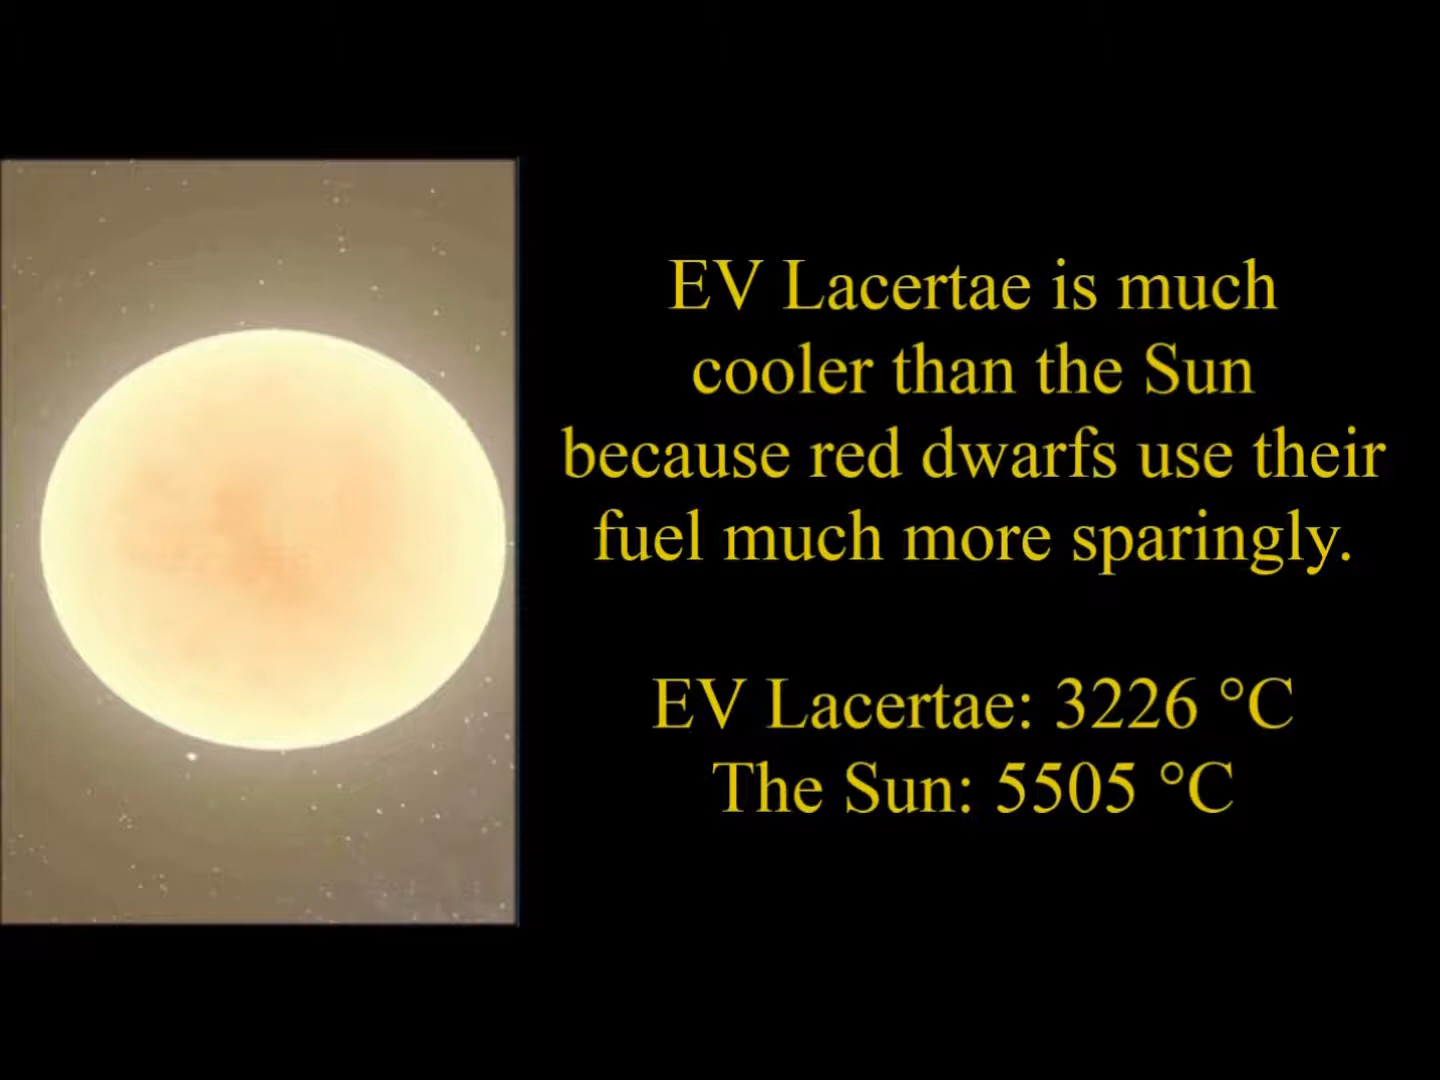 EV Lacertae is much
cooler than the Sun
because red dwarfs use their
fuel much more sparingly.
EV Lacertae: 3226 °C
The Sun: 5505 °C